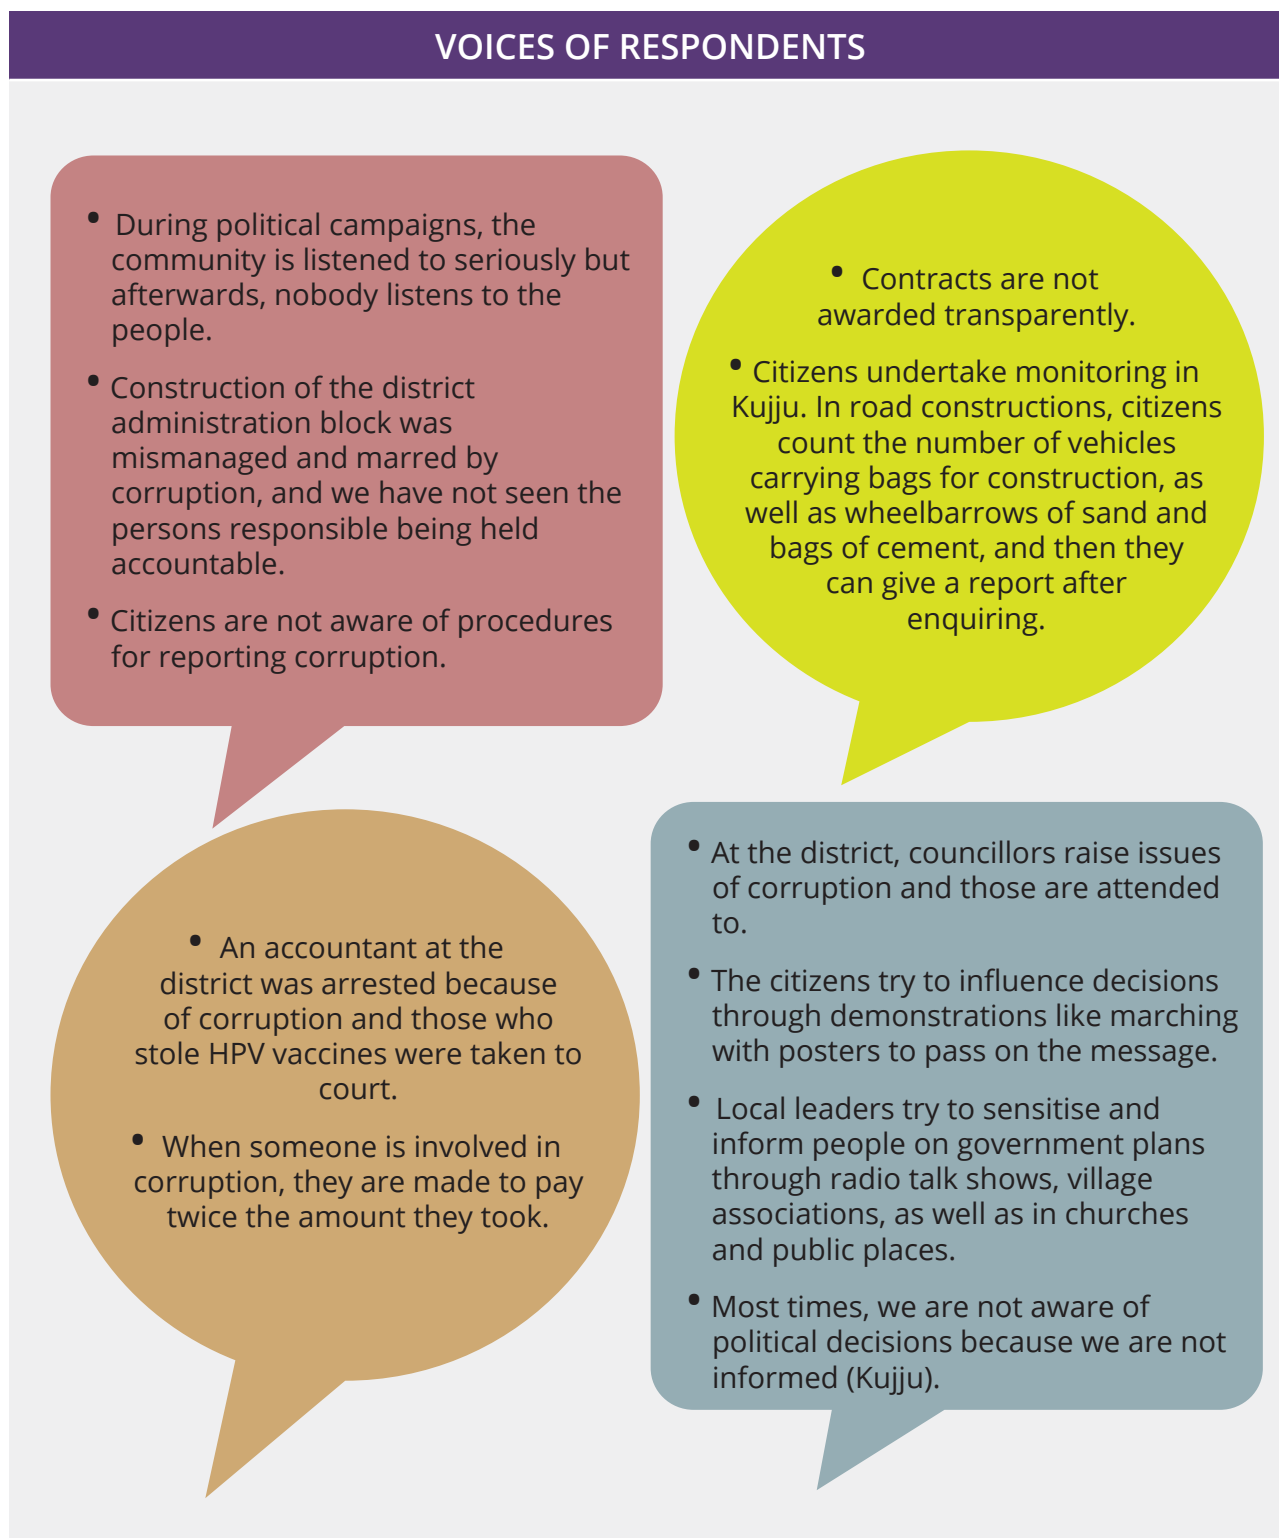 VOICES OF RESPONDENTS
• During political campaigns, the
community is listened to seriously but
afterwards, nobody listens to the
people.
• Construction of the district
administration block was
mismanaged and marred by
corruption, and we have not seen the
persons responsible being held
accountable.
• Citizens are not aware of procedures
for reporting corruption.
• Contracts are not
awarded transparently.
• Citizens undertake monitoring in
Kujju. In road constructions, citizens
count the number of vehicles
carrying bags for construction, as
well as wheelbarrows of sand and
bags of cement, and then they
can give a report after
enquiring.
• An accountant at the
district was arrested because
of corruption and those who
stole HPV vaccines were taken to
court.
• When someone is involved in
corruption, they are made to pay
twice the amount they took.
• At the district, councillors raise issues
of corruption and those are attended
to.
• The citizens try to influence decisions
through demonstrations like marching
with posters to pass on the message.
• Local leaders try to sensitise and
inform people on government plans
through radio talk shows, village
associations, as well as in churches
and public places.
• Most times, we are not aware of
political decisions because we are not
informed (Kujju).